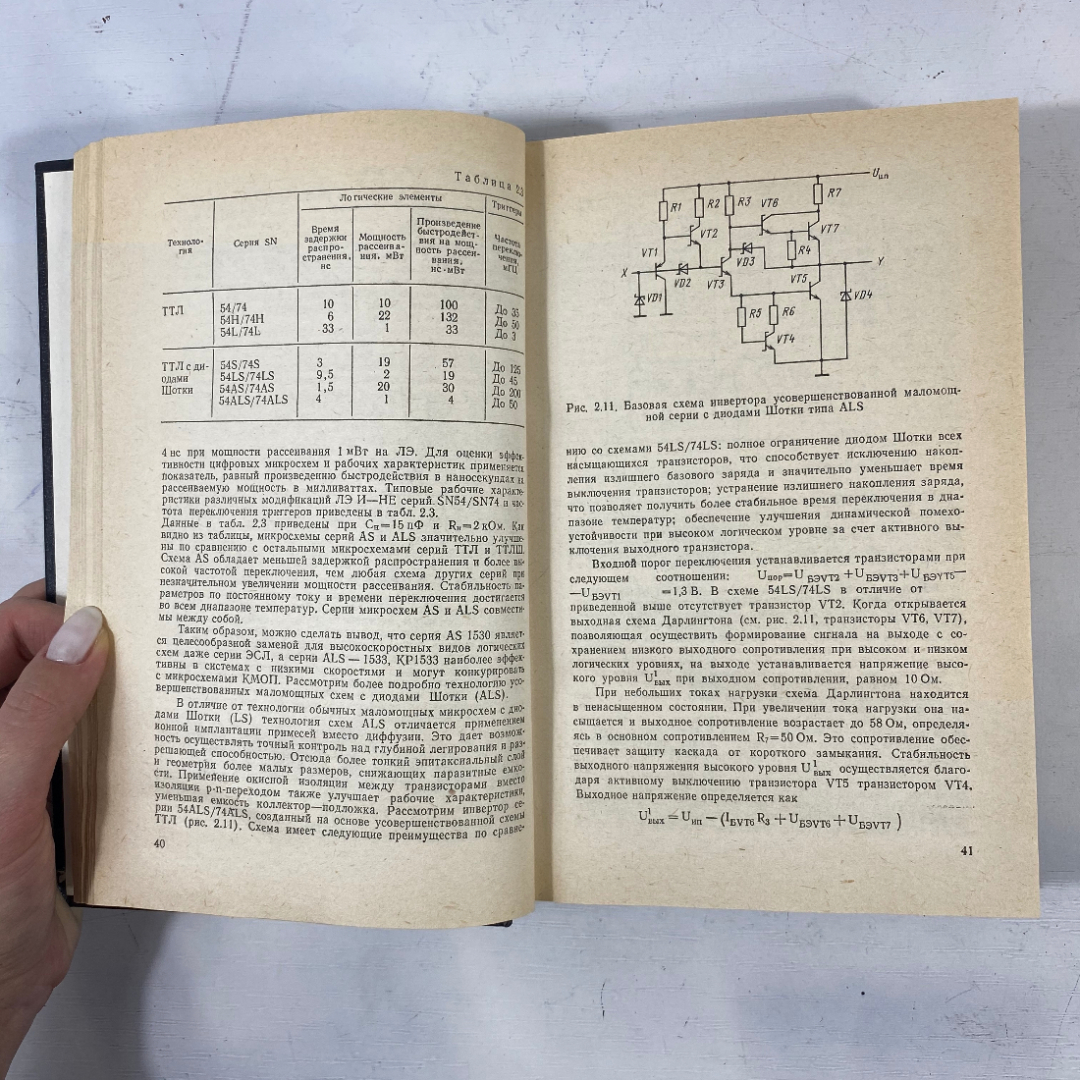 Таблица 2.3
Техноло-
гия
Серия SN
Логические элементы
Триггеры
Время
задержки
распро-
странения,
нс
Мощность
рассеива-
ния, мВт
Произведение
быстродейст-
вия на мощ-
ность рассеи-
вания,
нс·мВт
Частота
переклю-
чения,
мГЦ
ТТЛ 54/74 10 10 100 До 35
54H/74H 6 22 132 До 50
54L/74L 33 1 33 До 3
ТТЛ с ди- 54S/74S 3 19 57 До 125
одами 54LS/74LS 9,5 2 19 До 45
Шотки 54AS/74AS 1,5 20 30 До 200
54ALS/74ALS 4 1 4 До 50
4 нс при мощности рассеивания 1 мВт на ЛЭ. Для оценки эффек-
тивности цифровых микросхем и рабочих характеристик применяется
показатель, равный произведению быстродействия в наносекундах на
рассеиваемую мощность в милливаттах. Типовые рабочие характе-
ристики различных модификаций ЛЭ И—НЕ серий SN54/SN74 и час-
тота переключения триггеров приведены в табл. 2.3.
Данные в табл. 2,3 приведены при Cп=15 пФ и Rн=2 кОм. Как
видно из таблицы, микросхемы серий AS и ALS значительно улучше-
ны по сравнению с остальными микросхемами серий ТТЛ и ТТЛШ.
Схема AS обладает меньшей задержкой распространения и более вы-
сокой частотой переключения, чем любая схема других серий при
незначительном увеличении мощности рассеивания. Стабильность па-
раметров по постоянному току и времени переключения достигается
во всем диапазоне температур. Серии микросхем AS и ALS совмести-
мы между собой.
Таким образом, можно сделать вывод, что серия AS 1530 являет-
ся целесообразной заменой для высокоскоростных видов логических
схем даже серии ЭСЛ, а серии ALS — 1533, КР1533 наиболее эффек-
тивны в системах с низкими скоростями и могут конкурировать
с микросхемами КМОП. Рассмотрим более подробно технологию усо-
вершенствованных маломощных схем с диодами Шотки (ALS).
В отличие от технологии обычных маломощных микросхем с дио-
дами Шотки (LS) технология схем ALS отличается применением
ионной имплантации примесей вместо диффузии. Это дает возмож-
ность осуществлять точный контроль над глубиной легирования и раз-
решающей способностью. Отсюда более тонкий эпитаксиальный слой
и геометрия более малых размеров, снижающих паразитные емко-
сти. Применение окисной изоляции между транзисторами вместо
изоляции p-n-переходом также улучшает рабочие характеристики,
уменьшая емкость коллектор—подложка. Рассмотрим инвертор се-
рии 54ALS/74ALS, созданный на основе усовершенствованной схемы
ТТЛ (рис. 2.11). Схема имеет следующие преимущества по сравне-
40
Uип
R1
R2
R3
R7
VT6
VT2
VT7
R4
VT1
VD3
Y
X
VD2
VT3
VT5
VD1
VD4
R5
R6
VT4
Рис. 2.11. Базовая схема инвертора усовершенствованной маломощ-
ной серии с диодами Шотки типа ALS
нию со схемами 54LS/74LS: полное ограничение диодом Шотки всех
насыщающихся транзисторов, что способствует исключению накоп-
ления излишнего базового заряда и значительно уменьшает время
выключения транзисторов; устранение излишнего накопления заряда,
что позволяет получить более стабильное время переключения в диа-
пазоне температур; обеспечение улучшения динамической помехо-
устойчивости при высоком логическом уровне за счет активного вы-
ключения выходного транзистора.
Входной порог переключения устанавливается транзисторами при
следующем соотношении: Uпор=UБЭVT2+UБЭVT3+UБЭVT5—
—UБЭVT1 =1,3 В. В схеме 54LS/74LS в отличие от
приведенной выше отсутствует транзистор VT2. Когда открывается
выходная схема Дарлингтона (см. рис. 2.11, транзисторы VT6, VT7),
позволяющая осуществить формирование сигнала на выходе с со-
хранением низкого выходного сопротивления при высоком и низком
логических уровнях, на выходе устанавливается напряжение высо-
кого уровня U¹вых при выходном сопротивлении, равном 10 Ом.
При небольших токах нагрузки схема Дарлингтона находится
в ненасыщенном состоянии. При увеличении тока нагрузки она на-
сыщается и выходное сопротивление возрастает до 58 Ом, определя-
ясь в основном сопротивлением R7=50 Ом. Это сопротивление обес-
печивает защиту каскада от короткого замыкания. Стабильность
выходного напряжения высокого уровня U¹вых осуществляется благо-
даря активному выключению транзистора VT5 транзистором VT4.
Выходное напряжение определяется как
U¹вых = Uип — (IБVT6 R3 + UБЭVT6 + UБЭVT7)
41